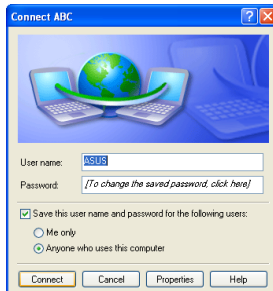 Connect ABC
User name: ASUS
Password: [To change the saved password, click here]
Save this user name and password for the following users:
Me only
Anyone who uses this computer
Connect Cancel Properties Help